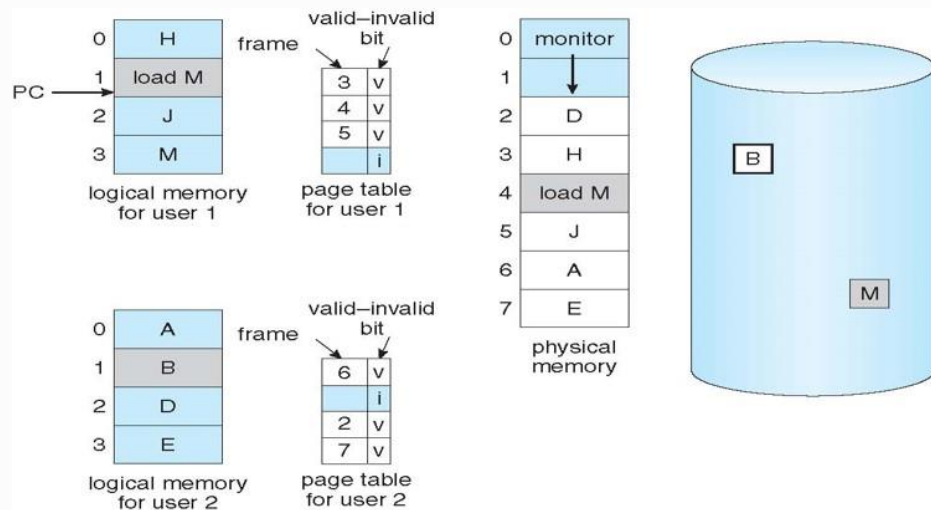 valid–invalid
bit
frame
0 H
1 load M
PC
2 J
3 M
logical memory
for user 1
3 v
4 v
5 v
i
page table
for user 1
0 monitor
1
2 D
3 H
4 load M
5 J
6 A
7 E
physical
memory
B
M
0 A
1 B
2 D
3 E
logical memory
for user 2
valid–invalid
bit
frame
6 v
i
2 v
7 v
page table
for user 2